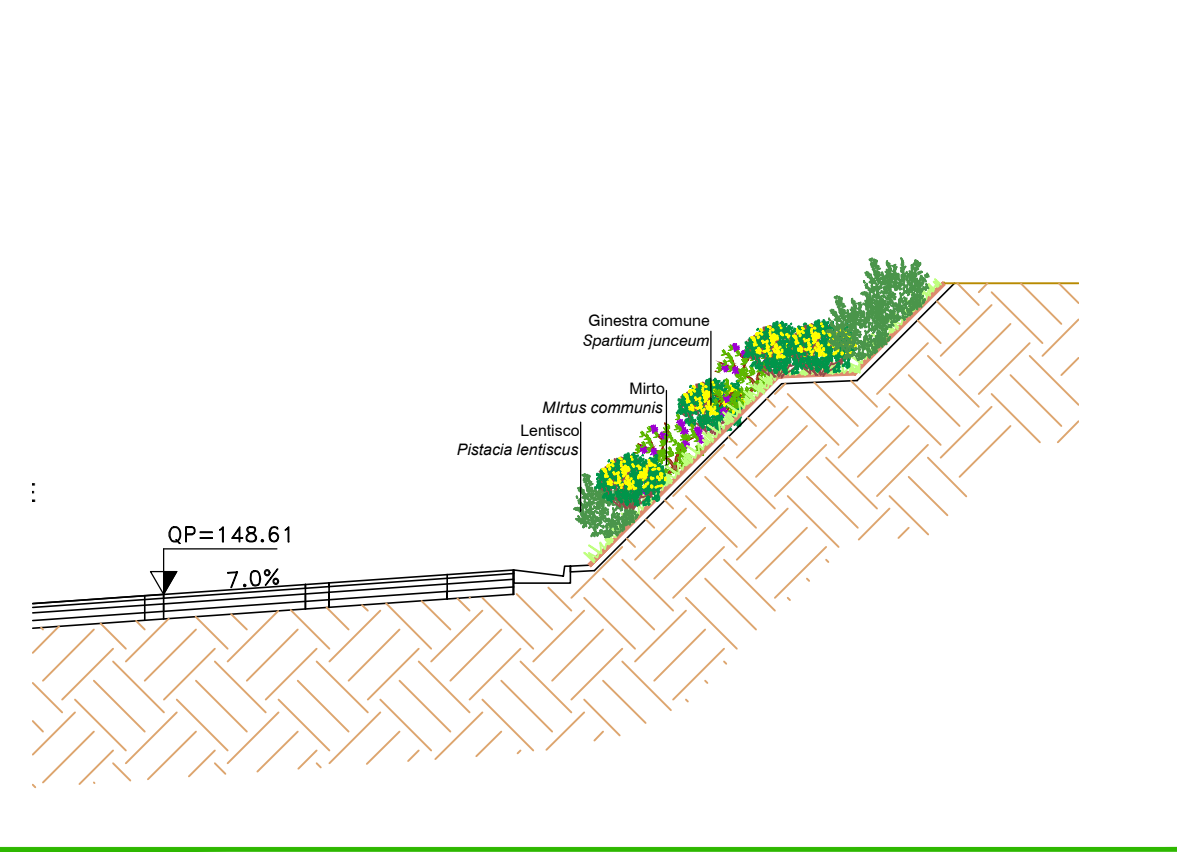 Ginestra comune
Spartium junceum
Mirto
MIrtus communis
Lentisco
Pistacia lentiscus
QP=148.61
7.0%